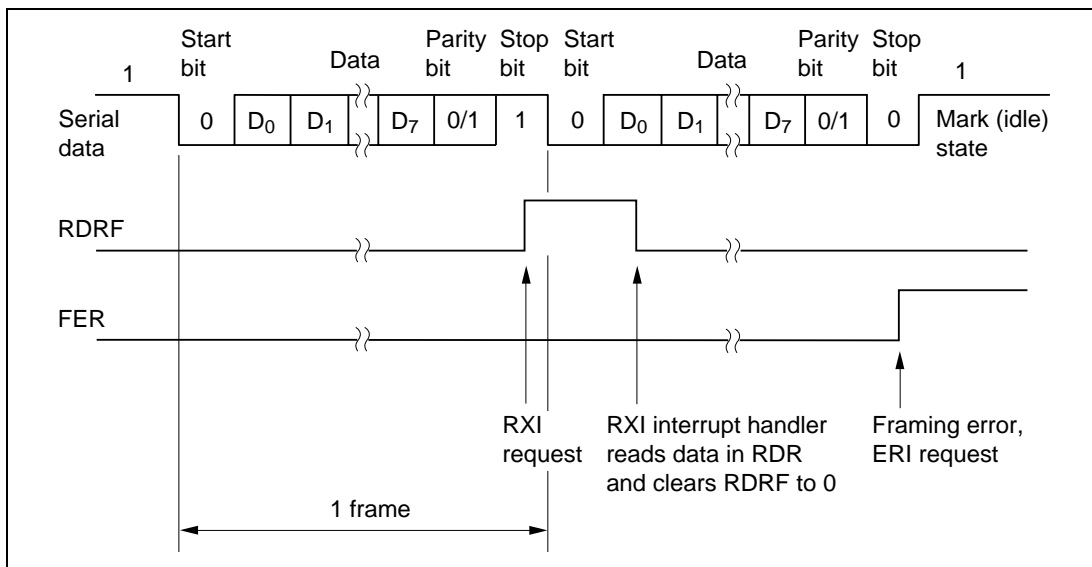 Start bit
Data
Parity bit
Stop bit
Start bit
Data
Parity bit
Stop bit
1
1
Serial data
0
D₀
D₁
D₇
0/1
1
0
D₀
D₁
D₇
0/1
0
Mark (idle) state
RDRF
FER
RXI request
RXI interrupt handler
reads data in RDR
and clears RDRF to 0
Framing error,
ERI request
1 frame